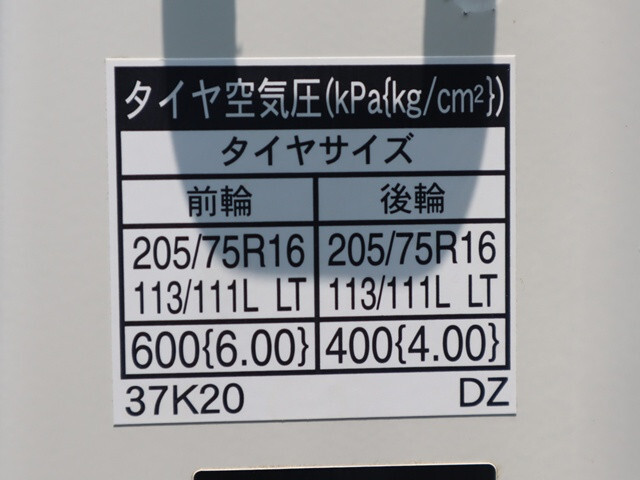 タイヤ空気圧(kPa{kg/cm²})
タイヤサイズ
前輪 後輪
205/75R16 205/75R16
113/111L LT 113/111L LT
600{6.00} 400{4.00}
37K20 DZ